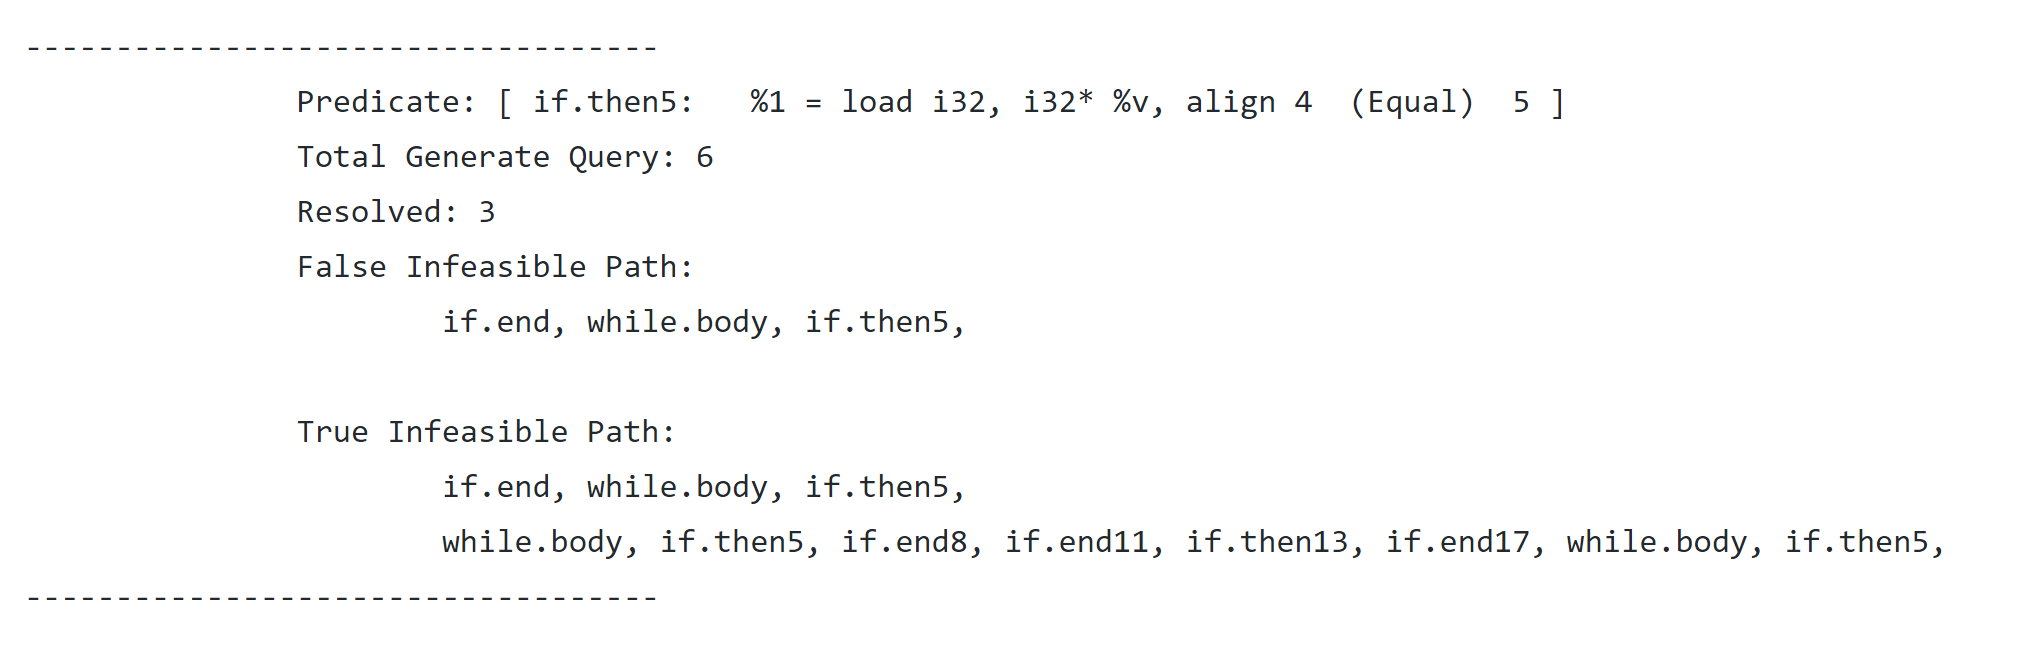 -----------------------------------
Predicate: [ if.then5:   %1 = load i32, i32* %v, align 4  (Equal)  5 ]
Total Generate Query: 6
Resolved: 3
False Infeasible Path:
if.end, while.body, if.then5,
True Infeasible Path:
if.end, while.body, if.then5,
while.body, if.then5, if.end8, if.end11, if.then13, if.end17, while.body, if.then5,
-----------------------------------